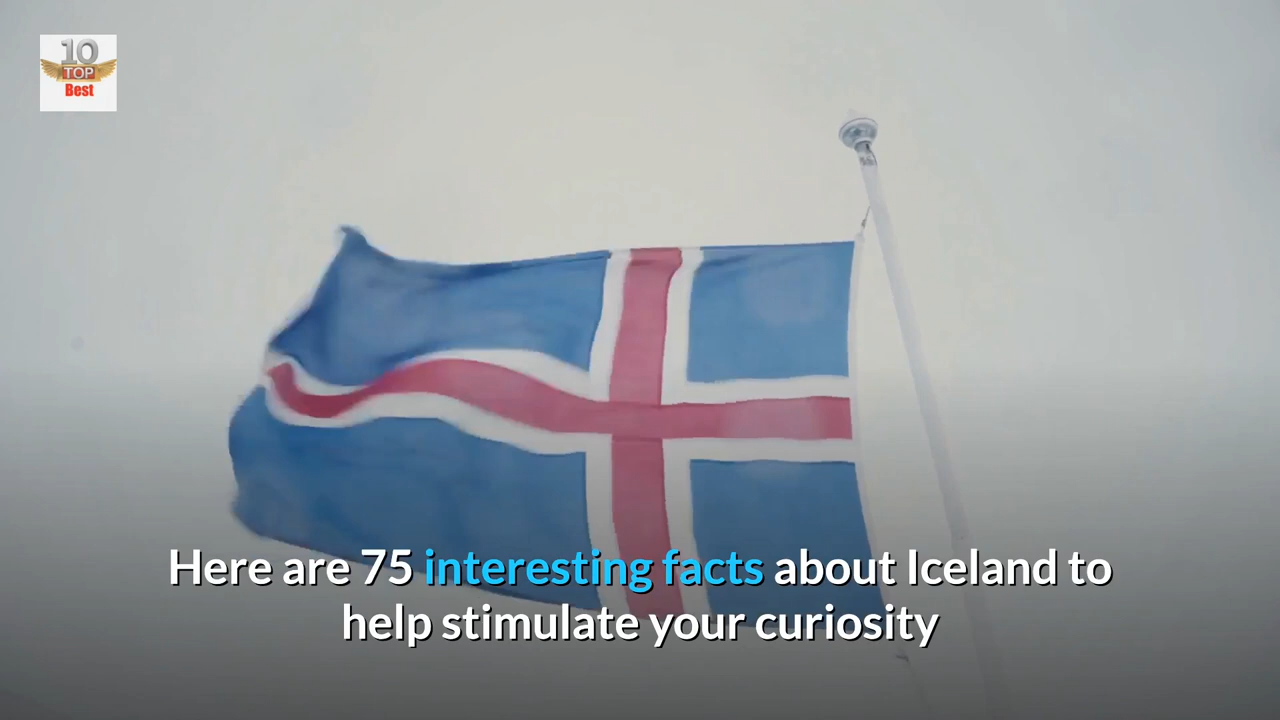 10
TOP
Best
Here are 75 interesting facts about Iceland to
help stimulate your curiosity